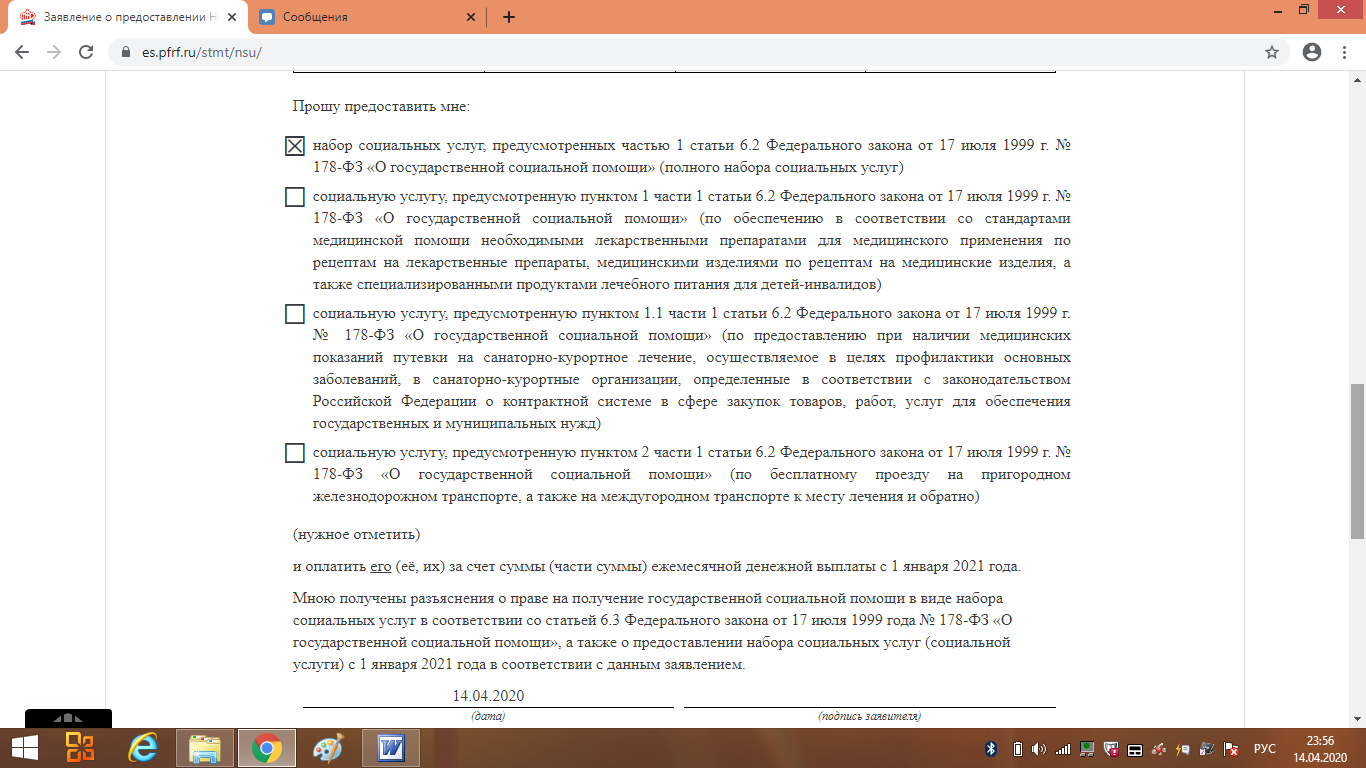 Заявление о предоставлении Н
Сообщения
es.pfrf.ru/stmt/nsu/
Прошу предоставить мне:
набор социальных услуг, предусмотренных частью 1 статьи 6.2 Федерального закона от 17 июля 1999 г. №
178-ФЗ «О государственной социальной помощи» (полного набора социальных услуг)
социальную услугу, предусмотренную пунктом 1 части 1 статьи 6.2 Федерального закона от 17 июля 1999 г. №
178-ФЗ «О государственной социальной помощи» (по обеспечению в соответствии со стандартами
медицинской помощи необходимыми лекарственными препаратами для медицинского применения по
рецептам на лекарственные препараты, медицинскими изделиями по рецептам на медицинские изделия, а
также специализированными продуктами лечебного питания для детей-инвалидов)
социальную услугу, предусмотренную пунктом 1.1 части 1 статьи 6.2 Федерального закона от 17 июля 1999 г.
№ 178-ФЗ «О государственной социальной помощи» (по предоставлению при наличии медицинских
показаний путевки на санаторно-курортное лечение, осуществляемое в целях профилактики основных
заболеваний, в санаторно-курортные организации, определенные в соответствии с законодательством
Российской Федерации о контрактной системе в сфере закупок товаров, работ, услуг для обеспечения
государственных и муниципальных нужд)
социальную услугу, предусмотренную пунктом 2 части 1 статьи 6.2 Федерального закона от 17 июля 1999 г. №
178-ФЗ «О государственной социальной помощи» (по бесплатному проезду на пригородном
железнодорожном транспорте, а также на междугородном транспорте к месту лечения и обратно)
(нужное отметить)
и оплатить его (её, их) за счет суммы (части суммы) ежемесячной денежной выплаты с 1 января 2021 года.
Мною получены разъяснения о праве на получение государственной социальной помощи в виде набора
социальных услуг в соответствии со статьей 6.3 Федерального закона от 17 июля 1999 года № 178-ФЗ «О
государственной социальной помощи», а также о предоставлении набора социальных услуг (социальной
услуги) с 1 января 2021 года в соответствии с данным заявлением.
14.04.2020
(дата) (подпись заявителя)
РУС
23:56
14.04.2020